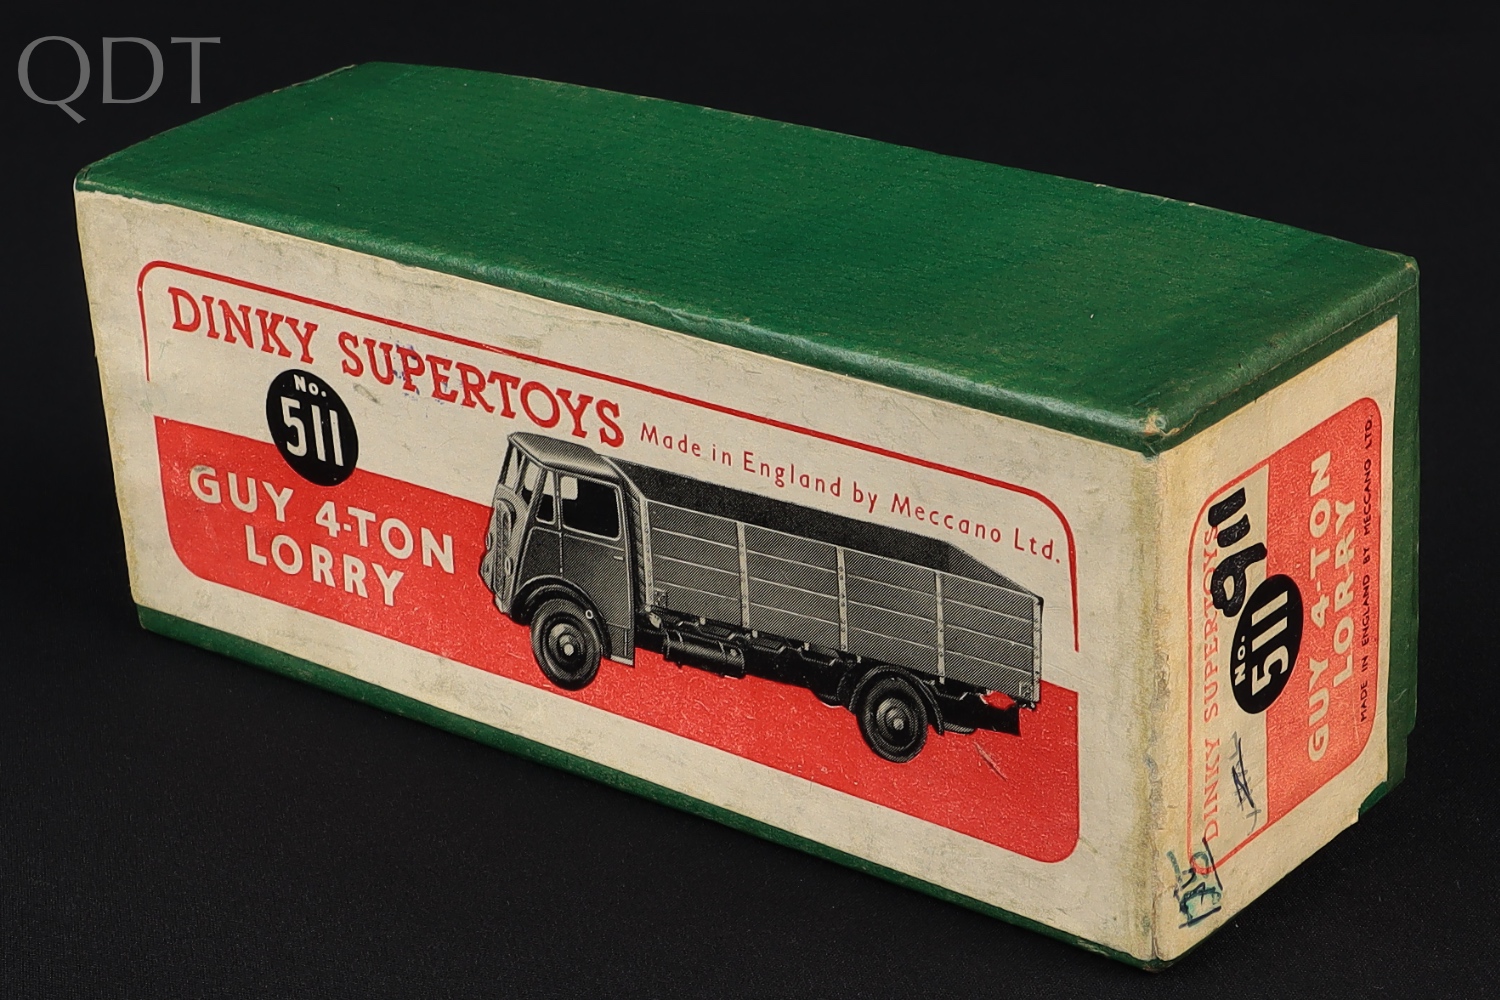 QDT
DINKY SUPERTOYS
No.
511
Made in England by Meccano Ltd.
GUY 4-TON
LORRY
DINKY SUPERTOYS
911
No.
511
GUY 4-TON
LORRY
MADE IN ENGLAND BY MECCANO LTD.